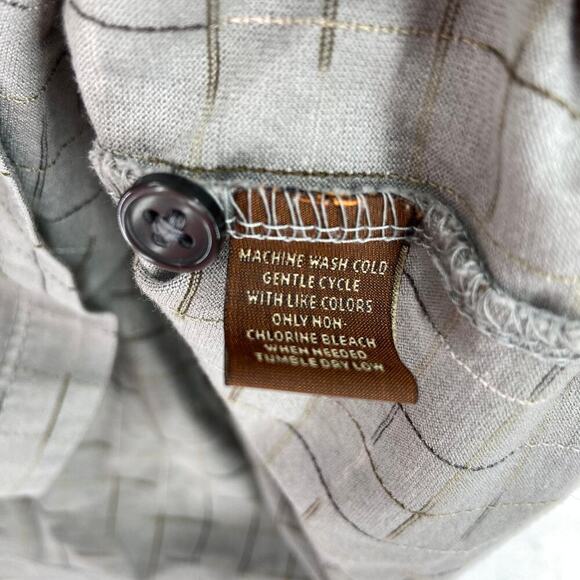 MACHINE WASH COLD
GENTLE CYCLE
WITH LIKE COLORS
ONLY NON-
CHLORINE BLEACH
WHEN NEEDED
TUMBLE DRY LOW